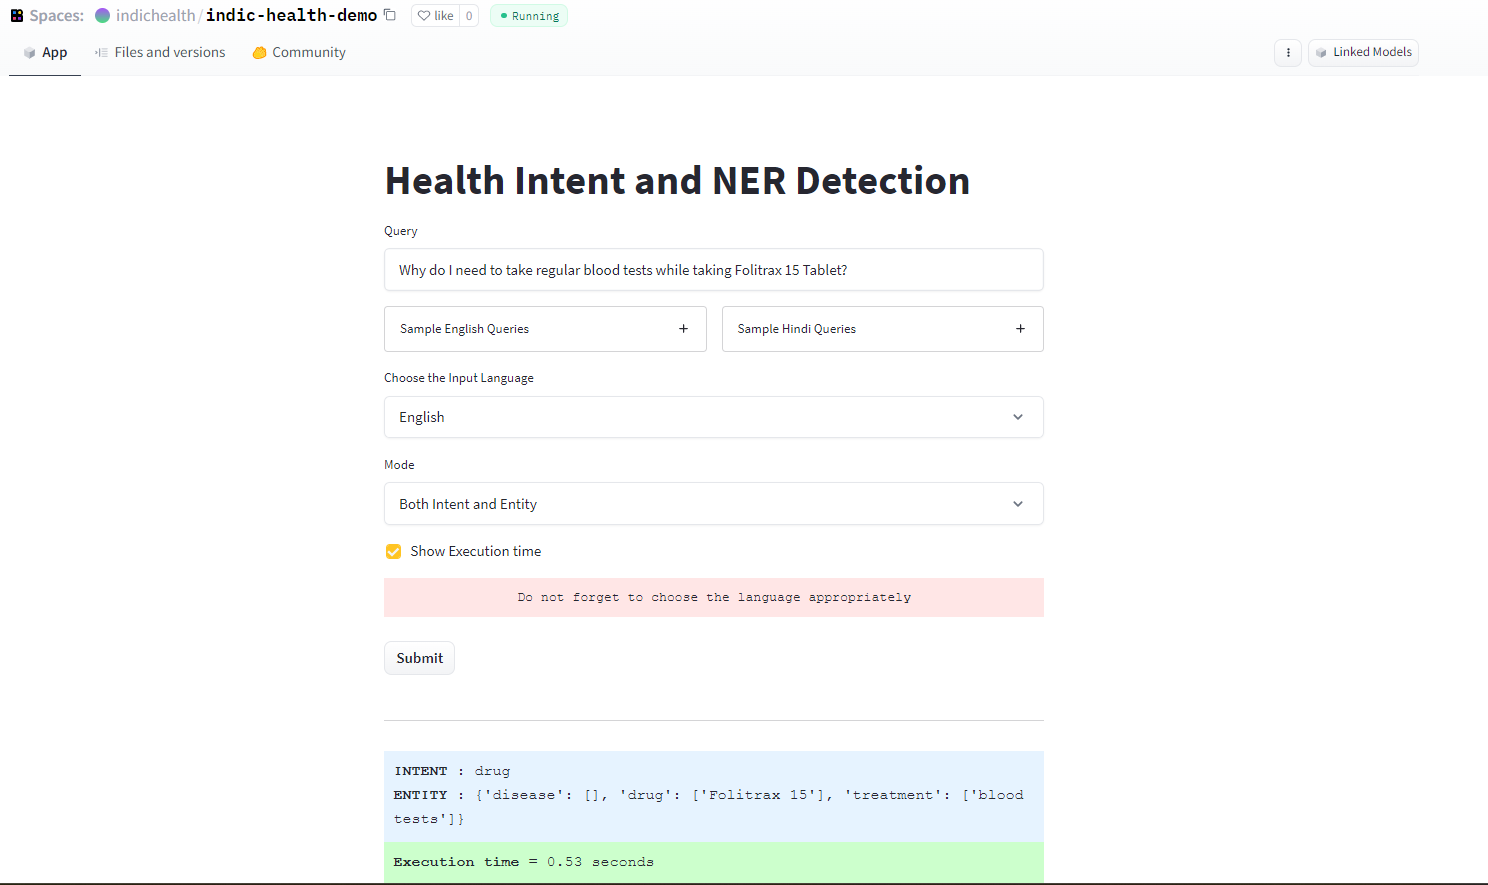 Spaces: indichealth/indic-health-demo like 0 Running
App Files and versions Community Linked Models
Health Intent and NER Detection
Query
Why do I need to take regular blood tests while taking Folitrax 15 Tablet?
Sample English Queries + Sample Hindi Queries +
Choose the Input Language
English
Mode
Both Intent and Entity
Show Execution time
Do not forget to choose the language appropriately
Submit
INTENT : drug
ENTITY : {'disease': [], 'drug': ['Folitrax 15'], 'treatment': ['blood
tests']}
Execution time = 0.53 seconds